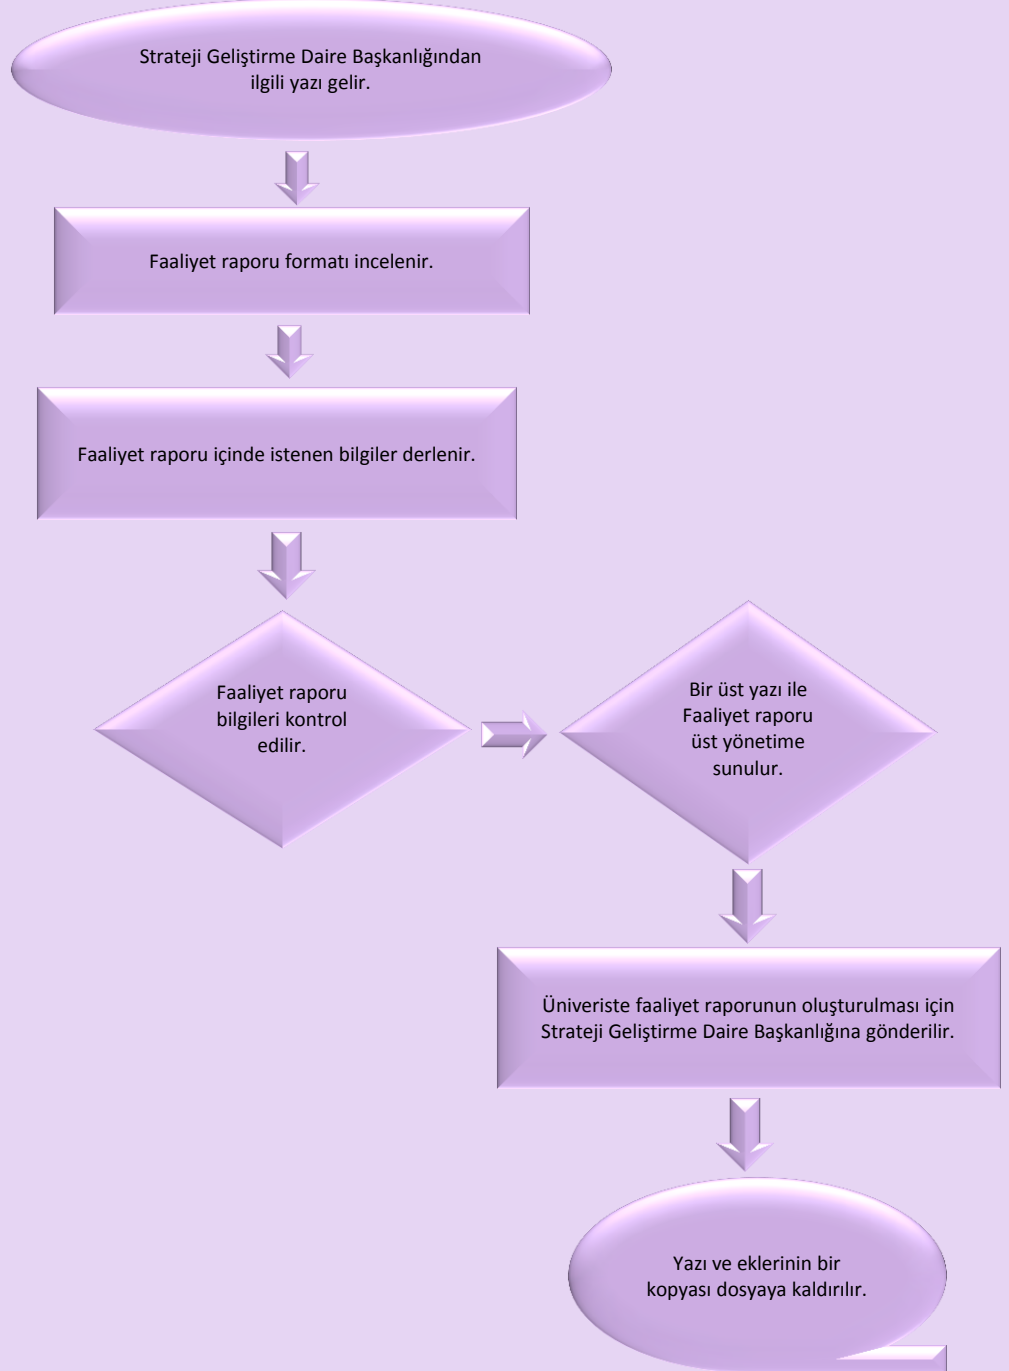 Strateji Geliştirme Daire Başkanlığından
ilgili yazı gelir.
Faaliyet raporu formatı incelenir.
Faaliyet raporu içinde istenen bilgiler derlenir.
Faaliyet raporu
bilgileri kontrol
edilir.
Bir üst yazı ile
Faaliyet raporu
üst yönetime
sunulur.
Üniveriste faaliyet raporunun oluşturulması için
Strateji Geliştirme Daire Başkanlığına gönderilir.
Yazı ve eklerinin bir
kopyası dosyaya kaldırılır.